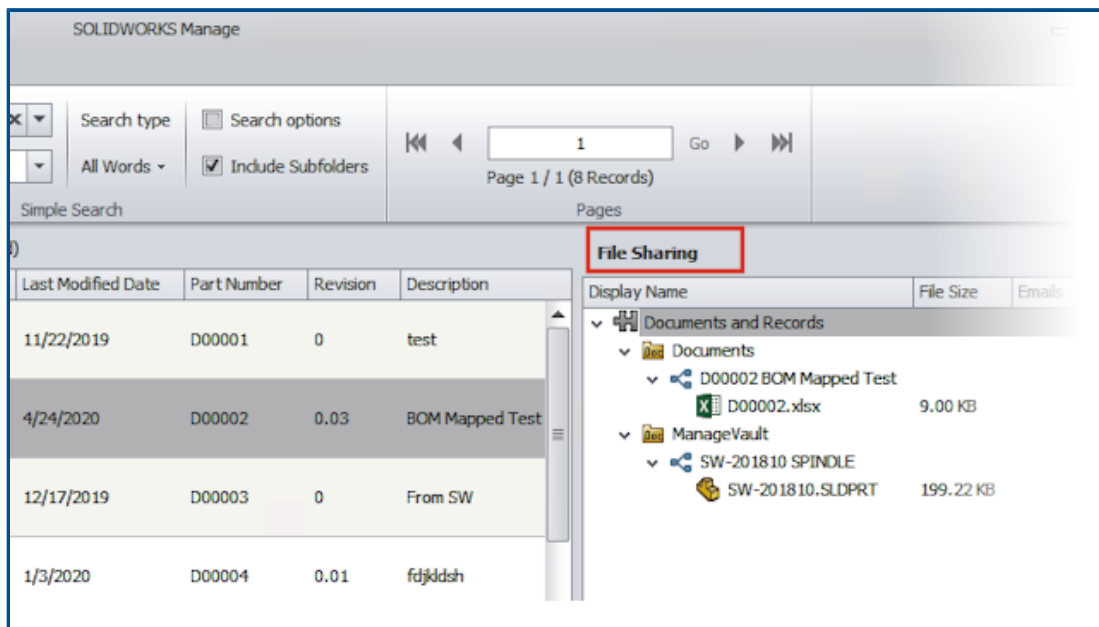 SOLIDWORKS Manage
Search type
Search options
All Words
Include Subfolders
Simple Search
1
Go
Page 1 / 1 (8 Records)
Pages
File Sharing
Last Modified Date Part Number Revision Description
11/22/2019 D00001 0 test
4/24/2020 D00002 0.03 BOM Mapped Test
12/17/2019 D00003 0 From SW
1/3/2020 D00004 0.01 fdjkldsh
Display Name File Size Emails
Documents and Records
Documents
D00002 BOM Mapped Test
D00002.xlsx 9.00 KB
ManageVault
SW-201810 SPINDLE
SW-201810.SLDPRT 199.22 KB